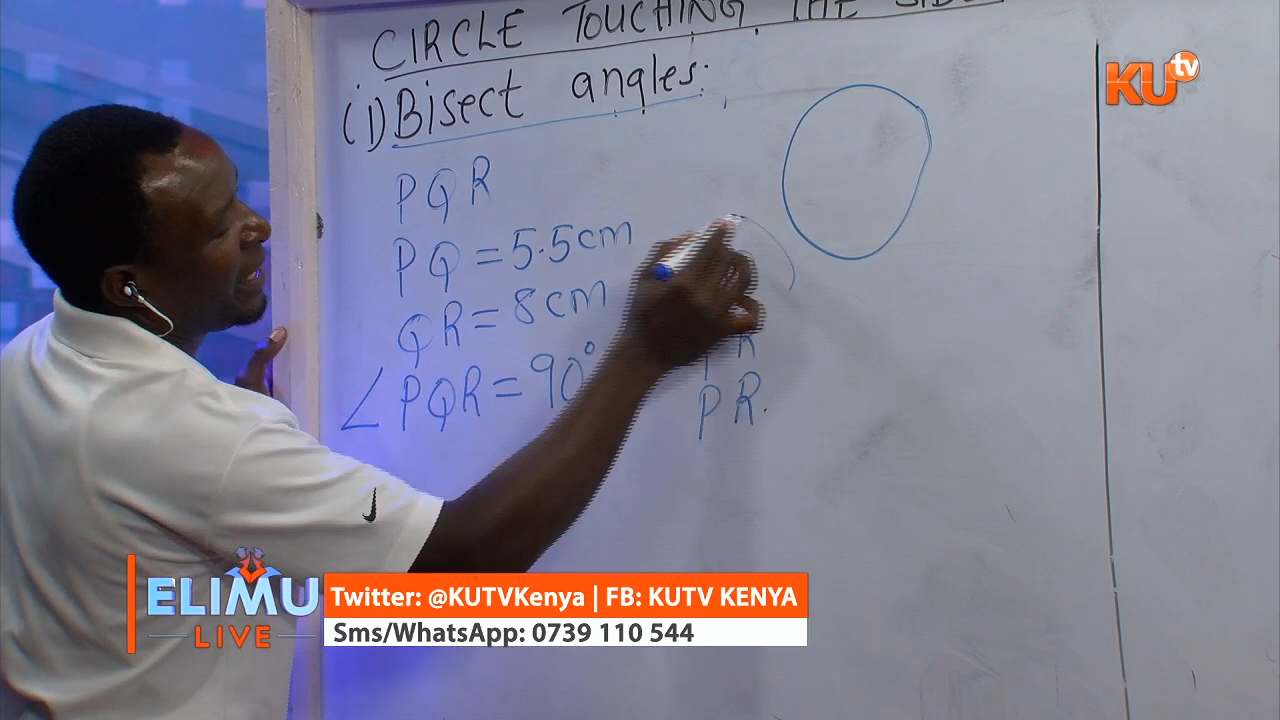 CIRCLE TOUCHING THE
(i) Bisect angles.
PQR
PQ = 5.5cm
QR = 8cm
∠PQR = 90°
R
PR.
KU tv
ELIMU
LIVE
Twitter: @KUTVKenya | FB: KUTV KENYA
Sms/WhatsApp: 0739 110 544